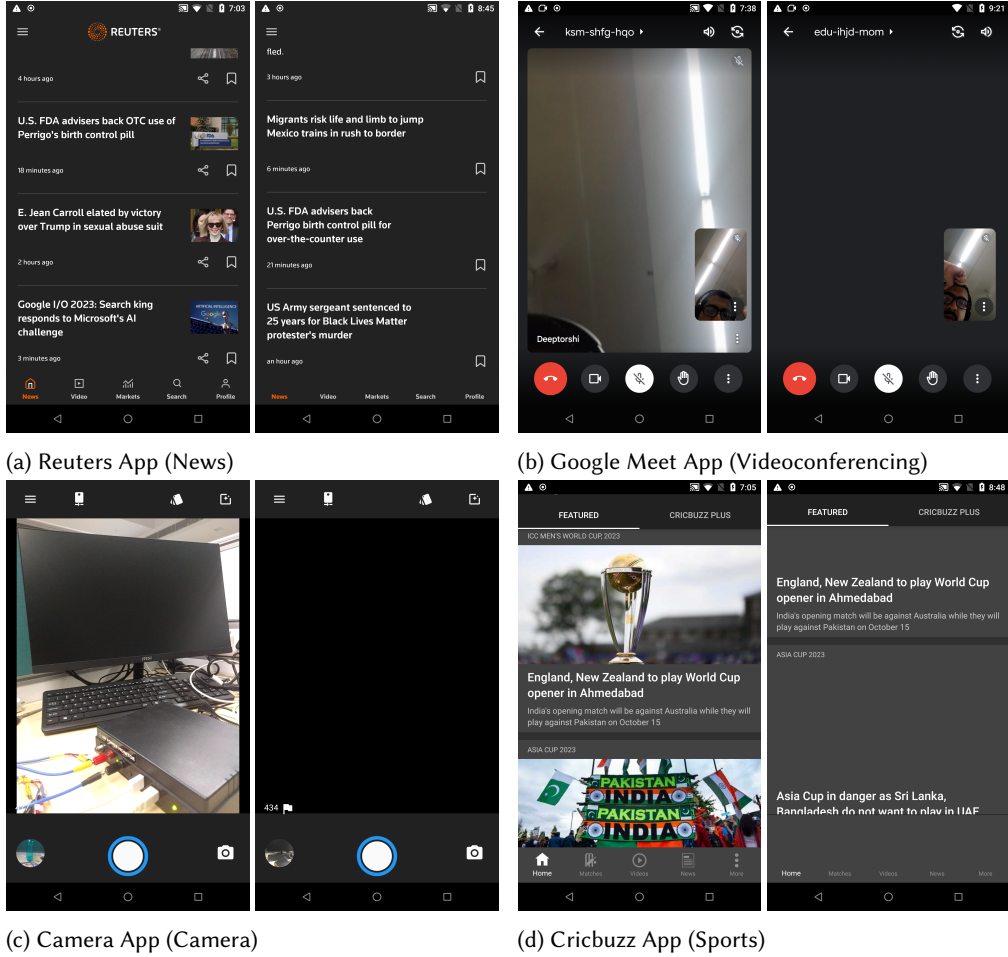 7:03
REUTERS
4 hours ago
U.S. FDA advisers back OTC use of
Perrigo's birth control pill
18 minutes ago
E. Jean Carroll elated by victory
over Trump in sexual abuse suit
2 hours ago
Google I/O 2023: Search king
responds to Microsoft's AI
challenge
ARTIFICIAL INTELLIGENCE
Google
3 minutes ago
News Video Markets Search Profile
8:45
fled.
3 hours ago
Migrants risk life and limb to jump
Mexico trains in rush to border
6 minutes ago
U.S. FDA advisers back
Perrigo birth control pill for
over-the-counter use
21 minutes ago
US Army sergeant sentenced to
25 years for Black Lives Matter
protester's murder
an hour ago
News Video Markets Search Profile
(a) Reuters App (News)
7:38
ksm-shfg-hqo
Deeptorshi
9:21
edu-ihjd-mom
(b) Google Meet App (Videoconferencing)
434
(c) Camera App (Camera)
7:05
FEATURED CRICBUZZ PLUS
ICC MEN'S WORLD CUP, 2023
England, New Zealand to play World Cup
opener in Ahmedabad
India's opening match will be against Australia while they will
play against Pakistan on October 15
ASIA CUP 2023
PAKISTAN
INDIA
PAKISTAN
INDIA
Home Matches Videos News More
8:48
FEATURED CRICBUZZ PLUS
England, New Zealand to play World Cup
opener in Ahmedabad
India's opening match will be against Australia while they will
play against Pakistan on October 15
ASIA CUP 2023
Asia Cup in danger as Sri Lanka,
Bangladesh do not want to play in UAE
Home Matches Videos News More
(d) Cricbuzz App (Sports)